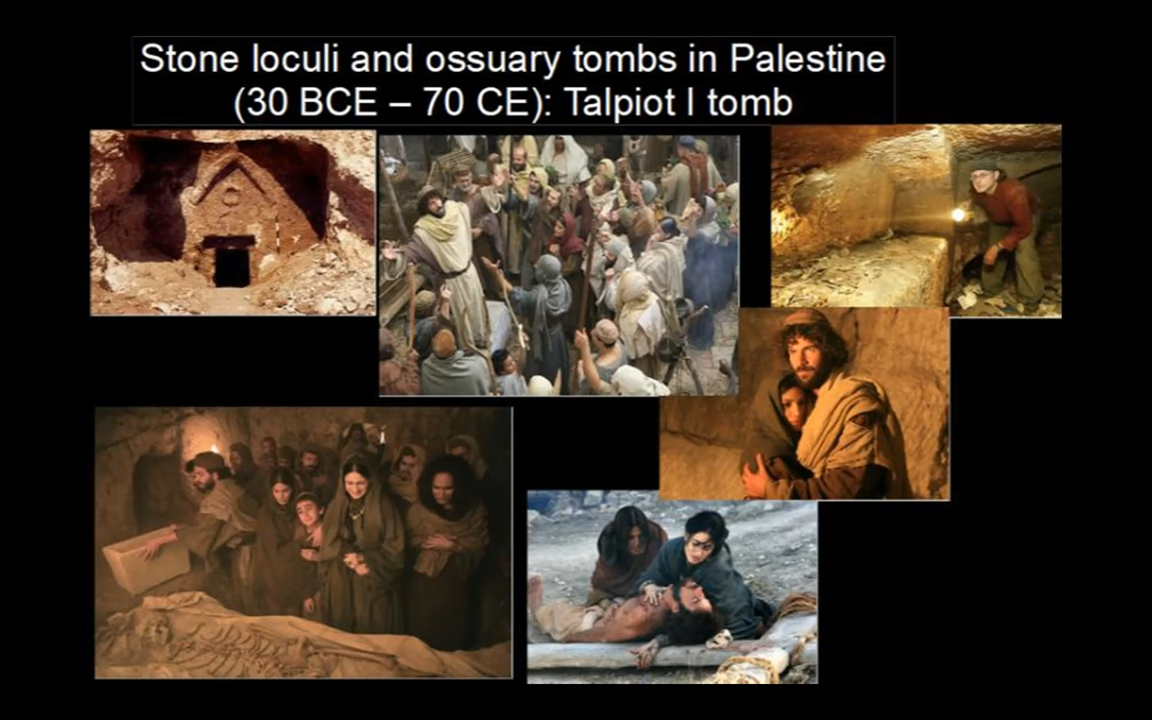 Stone loculi and ossuary tombs in Palestine
(30 BCE – 70 CE): Talpiot I tomb